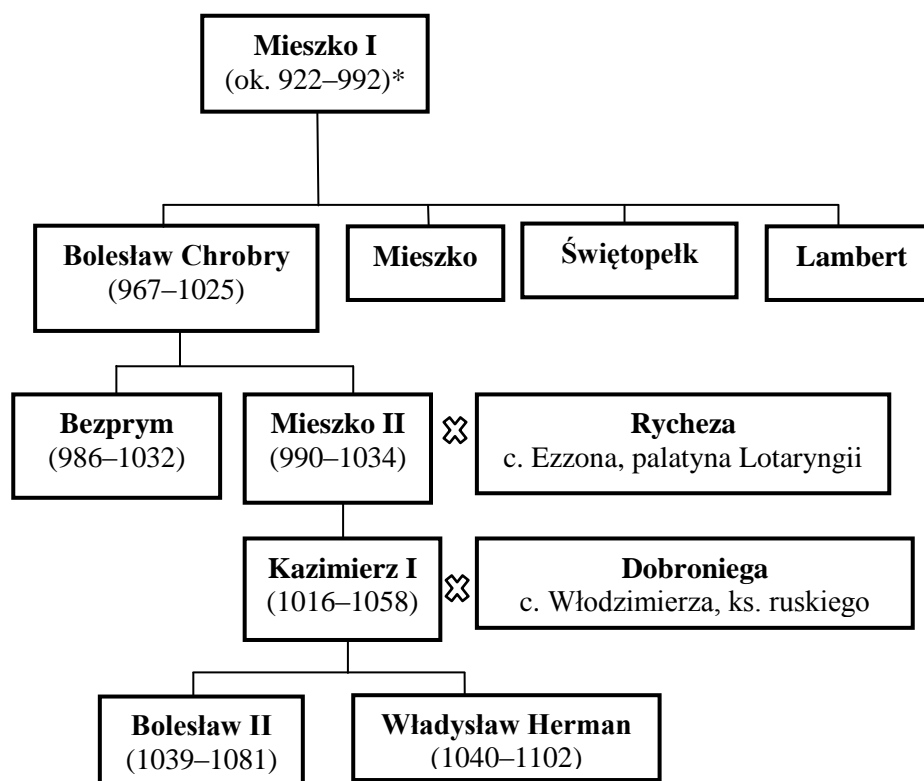 Mieszko I
(ok. 922–992)*
Bolesław Chrobry
(967–1025)
Mieszko
Świętopełk
Lambert
Bezprym
(986–1032)
Mieszko II
(990–1034)
Rycheza
c. Ezzona, palatyna Lotaryngii
Kazimierz I
(1016–1058)
Dobroniega
c. Włodzimierza, ks. ruskiego
Bolesław II
(1039–1081)
Władysław Herman
(1040–1102)